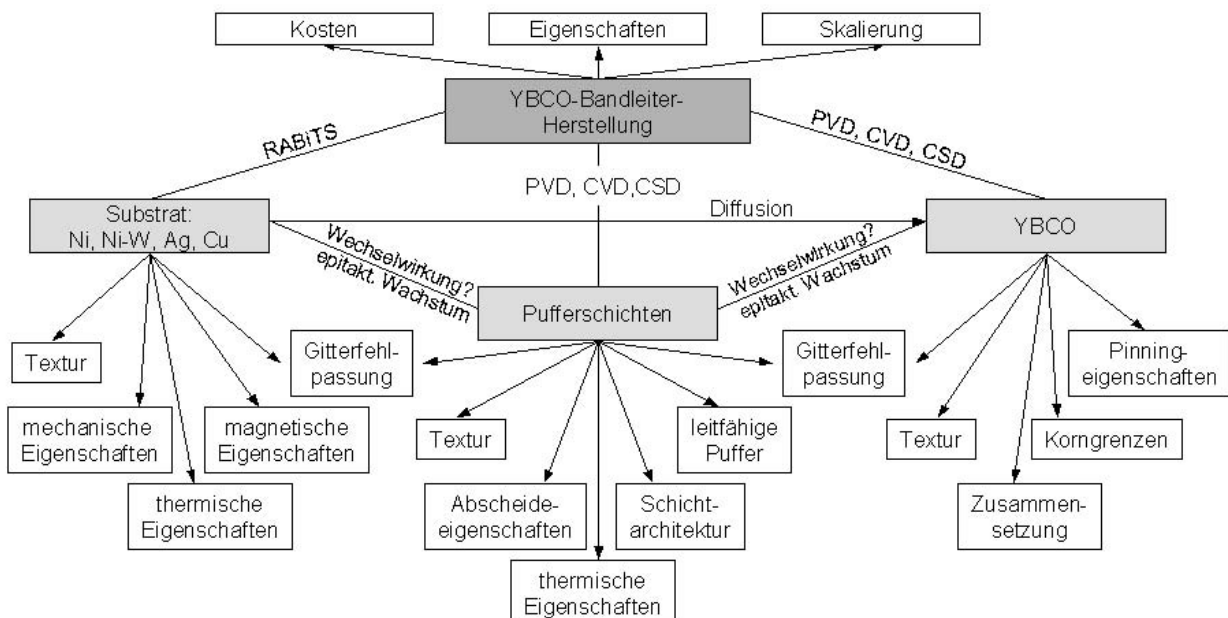 Kosten
Eigenschaften
Skalierung
YBCO-Bandleiter-
Herstellung
RABiTS
PVD, CVD, CSD
PVD, CVD,CSD
Substrat:
Ni, Ni-W, Ag, Cu
Diffusion
YBCO
Wechselwirkung?
epitakt. Wachstum
Wechselwirkung?
epitakt. Wachstum
Pufferschichten
Textur
Gitterfehl-
passung
Gitterfehl-
passung
Pinning-
eigenschaften
mechanische
Eigenschaften
magnetische
Eigenschaften
Textur
leitfähige
Puffer
Textur
Korngrenzen
thermische
Eigenschaften
Abscheide-
eigenschaften
Schicht-
architektur
Zusammen-
setzung
thermische
Eigenschaften